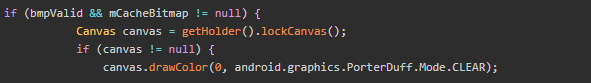 if (bmpValid && mCacheBitmap != null) {
Canvas canvas = getHolder().lockCanvas();
if (canvas != null) {
canvas.drawColor(0, android.graphics.PorterDuff.Mode.CLEAR);